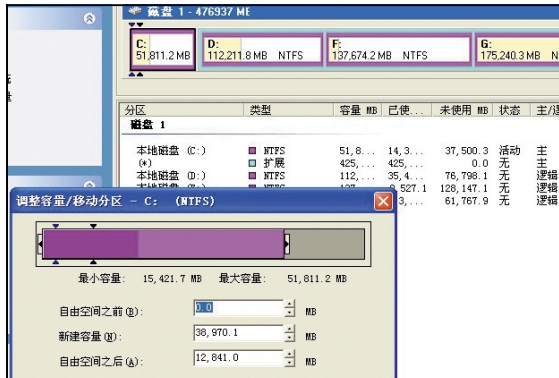 磁盘 1 - 476937 ME
C:
51,811.2 MB
D:
112,211.8 MB NTFS
F:
137,674.2 MB NTFS
G:
175,240.3 MB N
分区 类型 容量 MB 已使... 未使用 MB 状态 主/逻
磁盘 1
本地磁盘 (C:) NTFS 51,8... 14,3... 37,500.3 活动 主
(*) 扩展 425,... 425,... 0.0 无 主
本地磁盘 (D:) NTFS 112,... 35,4... 76,798.1 无 逻辑
527.1 128,147.1 无 逻辑
3,... 61,767.9 无 逻辑
调整容量/移动分区 - C: (NTFS)
最小容量: 15,421.7 MB 最大容量: 51,811.2 MB
自由空间之前(B): 0.0 MB
新建容量(N): 38,970.1 MB
自由空间之后(A): 12,841.0 MB